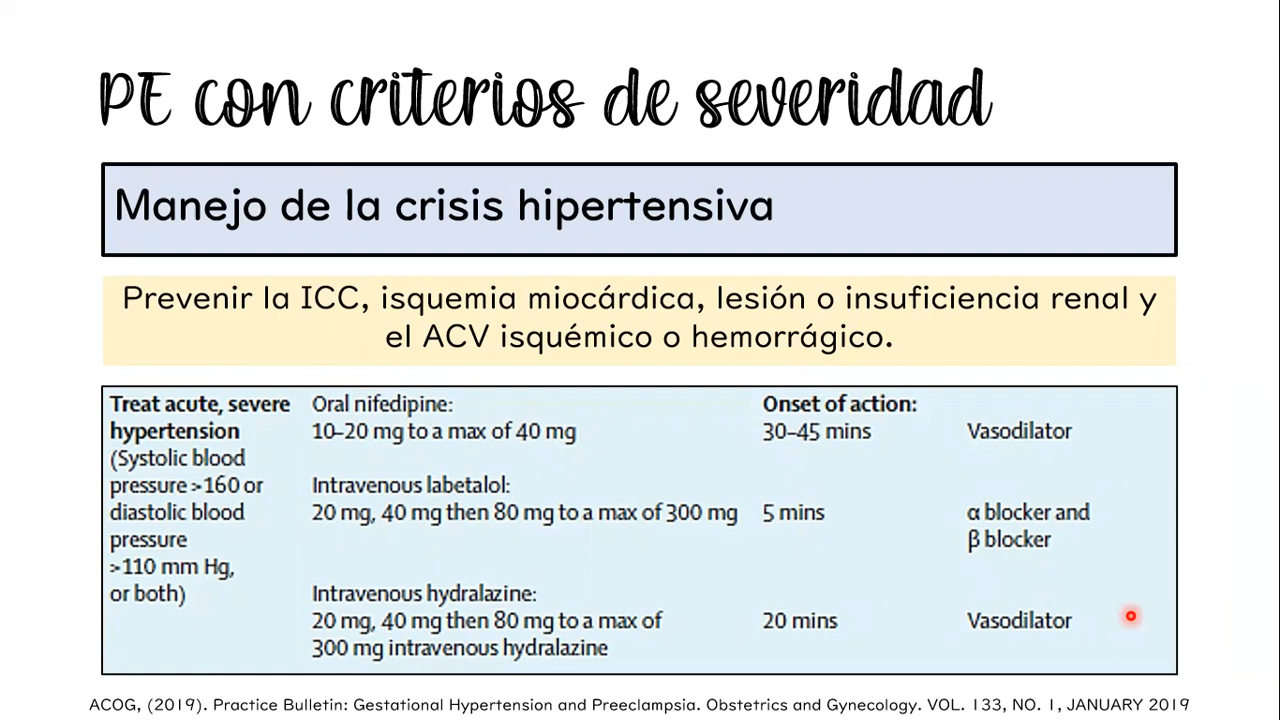 PE con criterios de severidad
Manejo de la crisis hipertensiva
Prevenir la ICC, isquemia miocárdica, lesión o insuficiencia renal y
el ACV isquémico o hemorrágico.
Treat acute, severe Oral nifedipine: Onset of action:
hypertension 10–20 mg to a max of 40 mg 30–45 mins Vasodilator
(Systolic blood
pressure >160 or Intravenous labetalol:
diastolic blood 20 mg, 40 mg then 80 mg to a max of 300 mg 5 mins α blocker and
pressure β blocker
>110 mm Hg,
or both) Intravenous hydralazine:
20 mg, 40 mg then 80 mg to a max of 20 mins Vasodilator
300 mg intravenous hydralazine
ACOG, (2019). Practice Bulletin: Gestational Hypertension and Preeclampsia. Obstetrics and Gynecology. VOL. 133, NO. 1, JANUARY 2019